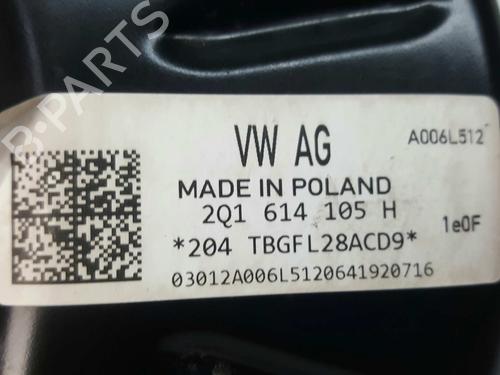 B-PARTS
VW AG
A006L512
MADE IN POLAND
2Q1 614 105 H
1e0F
*204 TBGFL28ACD9*
03012A006L5120641920716